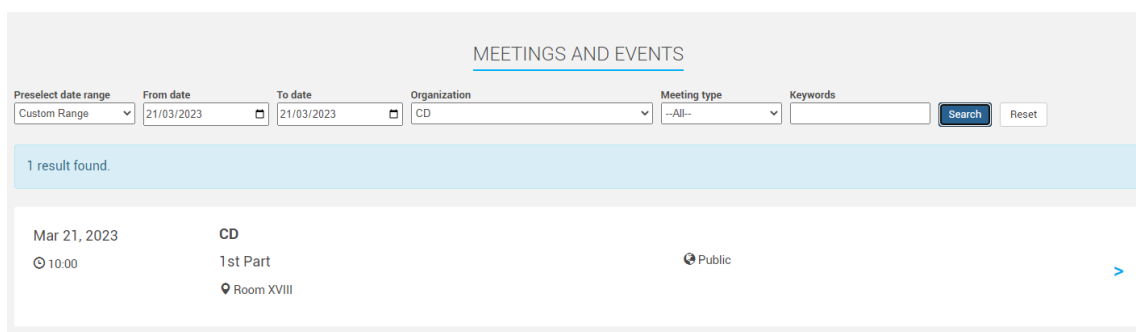 MEETINGS AND EVENTS
Preselect date range From date To date Organization Meeting type Keywords
Custom Range 21/03/2023 21/03/2023 CD --All-- Search Reset
1 result found.
Mar 21, 2023 CD
10:00 1st Part Public
Room XVIII >